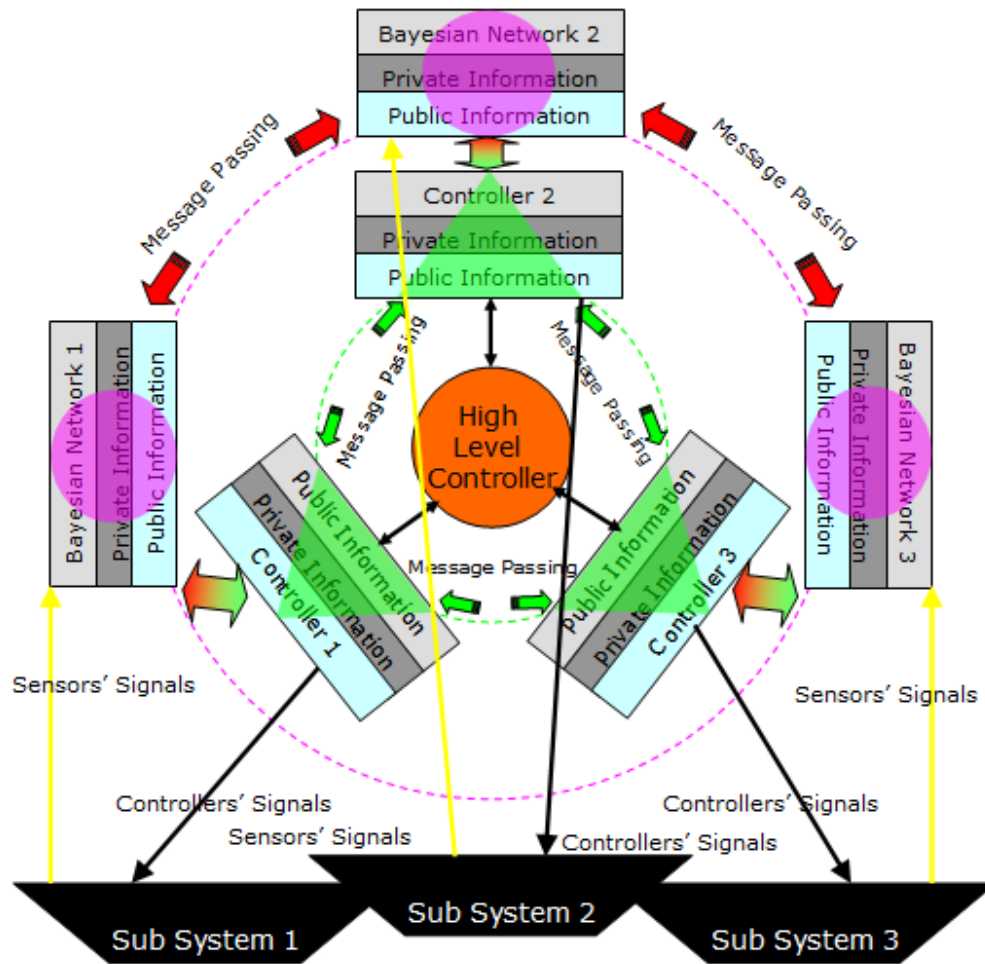 Bayesian Network 2
Private Information
Public Information
Message Passing
Message Passing
Controller 2
Private Information
Public Information
Message Passing
Message Passing
Bayesian Network 1
Private Information
Public Information
High
Level
Controller
Public Information
Private Information
Bayesian Network 3
Public Information
Private Information
Controller 1
Message Passing
Public Information
Private Information
Controller 3
Sensors’ Signals
Sensors’ Signals
Controllers’ Signals
Controllers’ Signals
Sensors’ Signals
Controllers’ Signals
Sub System 1
Sub System 2
Sub System 3